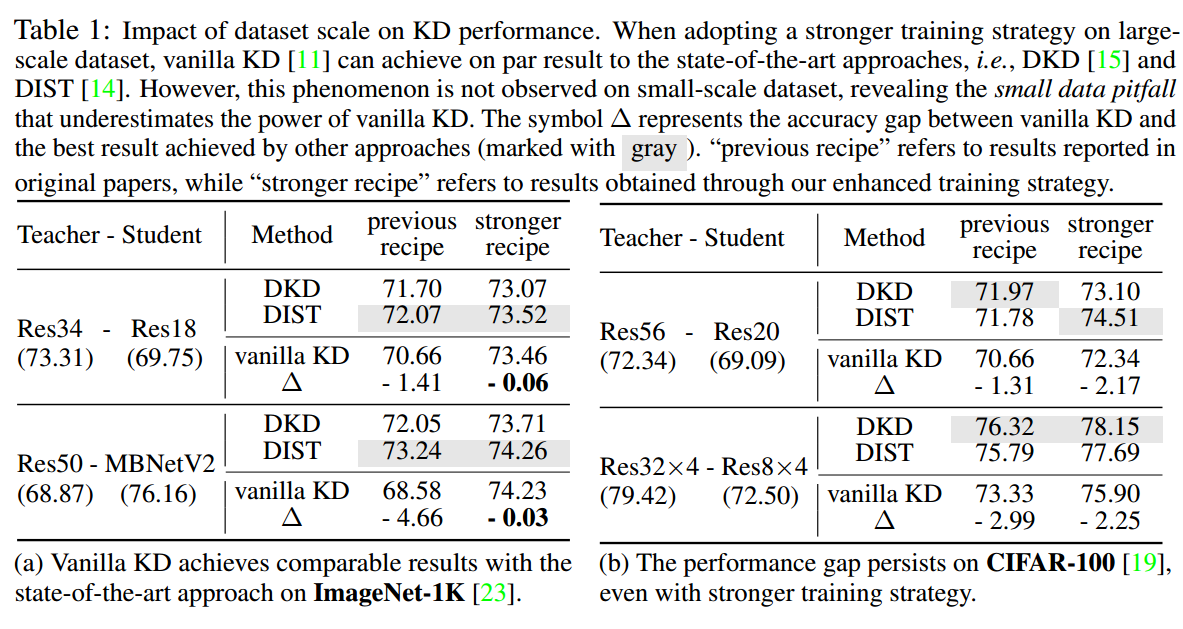 Table 1: Impact of dataset scale on KD performance. When adopting a stronger training strategy on large-
scale dataset, vanilla KD [11] can achieve on par result to the state-of-the-art approaches, i.e., DKD [15] and
DIST [14]. However, this phenomenon is not observed on small-scale dataset, revealing the small data pitfall
that underestimates the power of vanilla KD. The symbol Δ represents the accuracy gap between vanilla KD and
the best result achieved by other approaches (marked with gray ). “previous recipe” refers to results reported in
original papers, while “stronger recipe” refers to results obtained through our enhanced training strategy.
Teacher - Student Method previous recipe stronger recipe
DKD 71.70 73.07
DIST 72.07 73.52
Res34 - Res18
(73.31) (69.75)
vanilla KD 70.66 73.46
Δ - 1.41 - 0.06
DKD 72.05 73.71
DIST 73.24 74.26
Res50 - MBNetV2
(68.87) (76.16)
vanilla KD 68.58 74.23
Δ - 4.66 - 0.03
(a) Vanilla KD achieves comparable results with the
state-of-the-art approach on ImageNet-1K [23].
Teacher - Student Method previous recipe stronger recipe
DKD 71.97 73.10
DIST 71.78 74.51
Res56 - Res20
(72.34) (69.09)
vanilla KD 70.66 72.34
Δ - 1.31 - 2.17
DKD 76.32 78.15
DIST 75.79 77.69
Res32×4 - Res8×4
(79.42) (72.50)
vanilla KD 73.33 75.90
Δ - 2.99 - 2.25
(b) The performance gap persists on CIFAR-100 [19],
even with stronger training strategy.